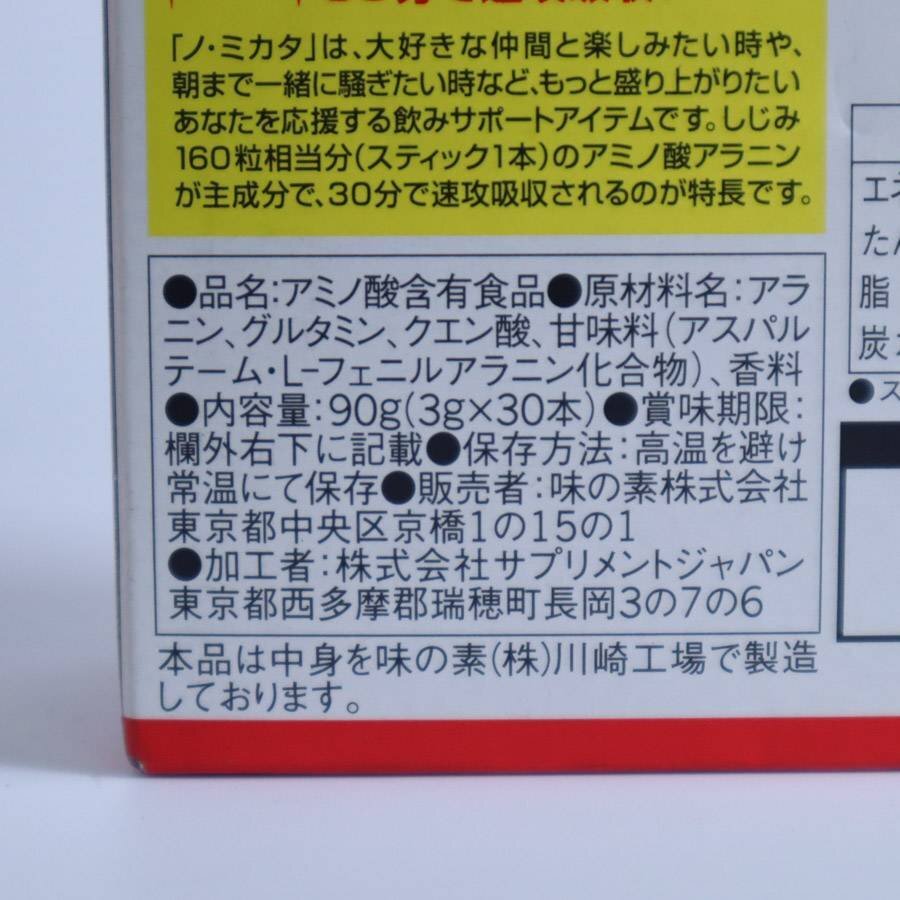 「ノ・ミカタ」は、大好きな仲間と楽しみたい時や、
朝まで一緒に騒ぎたい時など、もっと盛り上がりたい
あなたを応援する飲みサポートアイテムです。しじみ
160粒相当分(スティック1本)のアミノ酸アラニン
が主成分で、30分で速攻吸収されるのが特長です。
●品名:アミノ酸含有食品●原材料名:アラ
ニン、グルタミン、クエン酸、甘味料(アスパル
テーム・L-フェニルアラニン化合物)、香料
●内容量:90g(3g×30本)●賞味期限:
欄外右下に記載●保存方法:高温を避け
常温にて保存●販売者:味の素株式会社
東京都中央区京橋1の15の1
●加工者:株式会社サプリメントジャパン
東京都西多摩郡瑞穂町長岡3の7の6
本品は中身を味の素(株)川崎工場で製造
しております。
エネ
たん
脂
炭
●ス